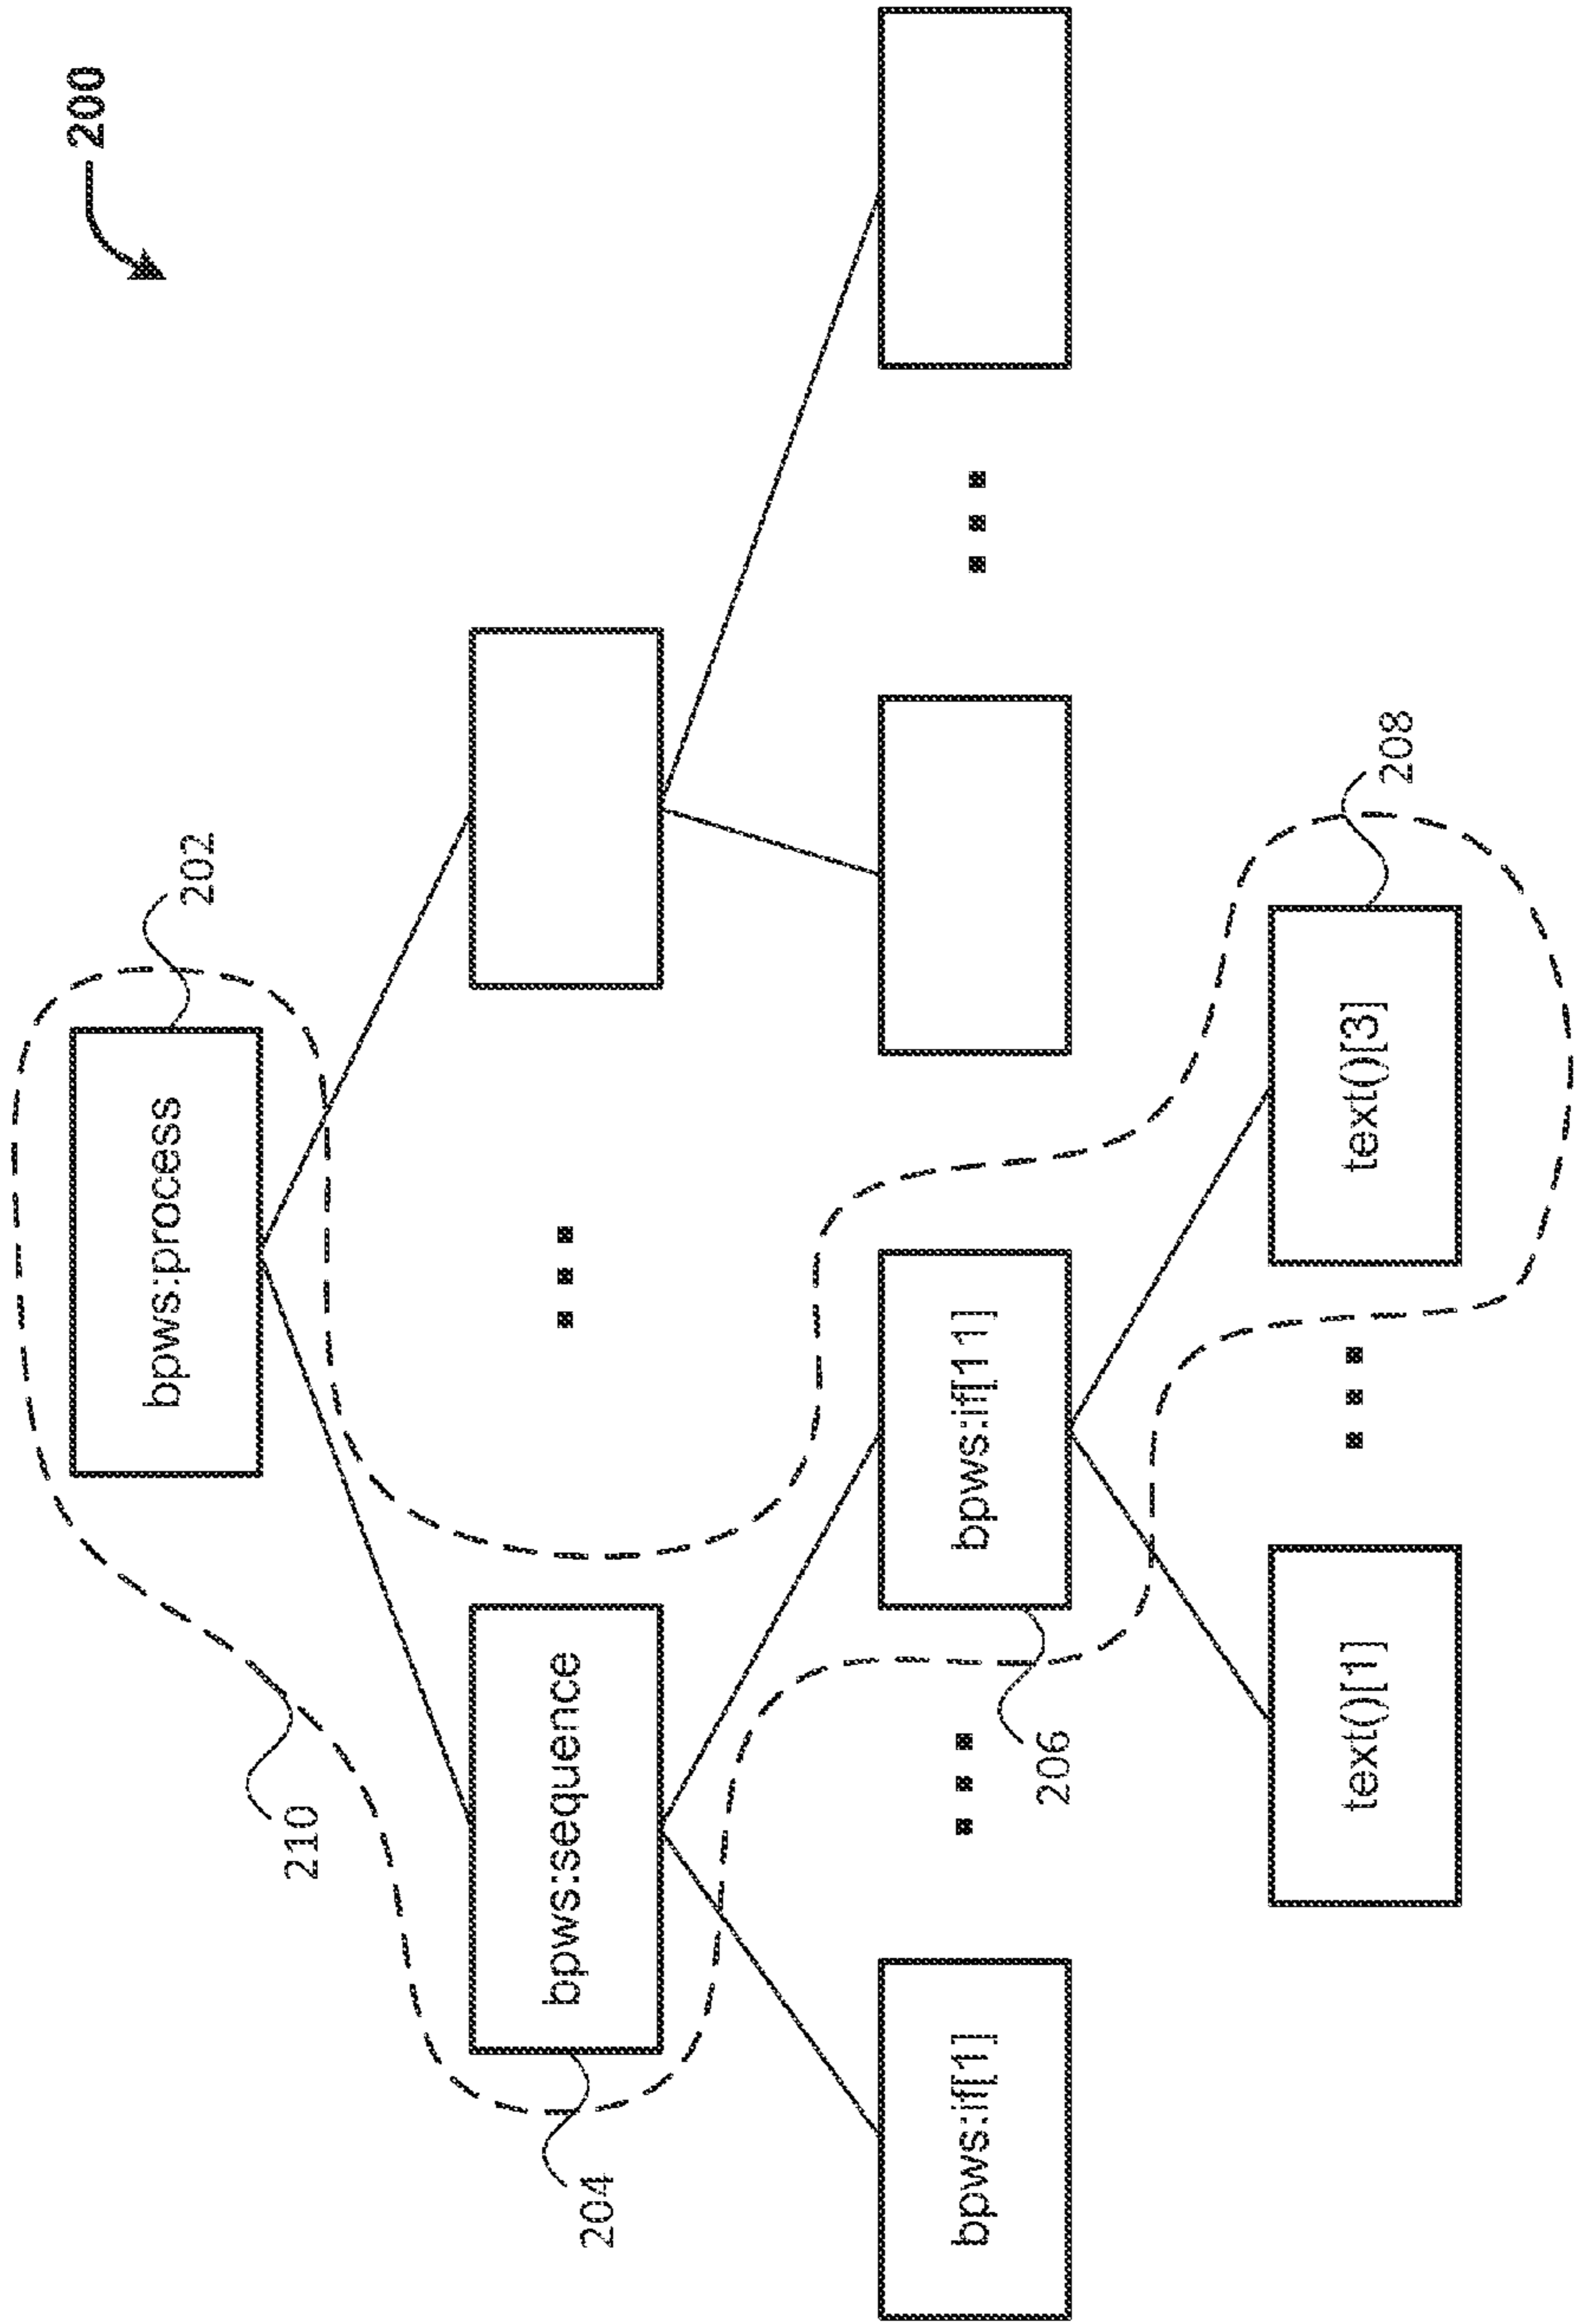 200
bpws:process
202
210
bpws:sequence
204
bpws:if[1]
bpws:if[11]
206
text()[1]
text()[3]
208